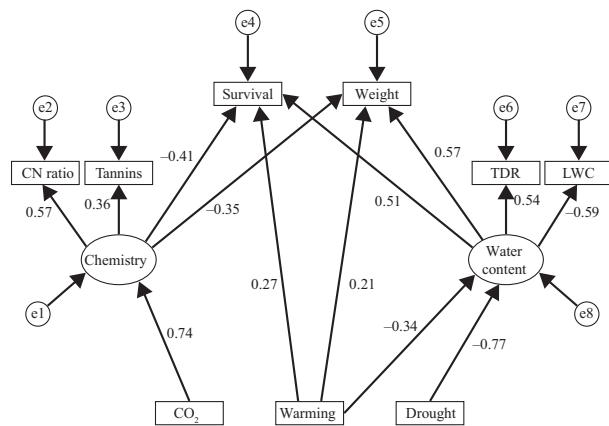 e4
e5
e2
e3
Survival
Weight
e6
e7
CN ratio
Tannins
–0.41
0.57
TDR
LWC
0.57
0.36
–0.35
0.51
0.54
–0.59
Chemistry
Water
content
e1
0.27
0.21
–0.34
e8
0.74
–0.77
CO₂
Warming
Drought